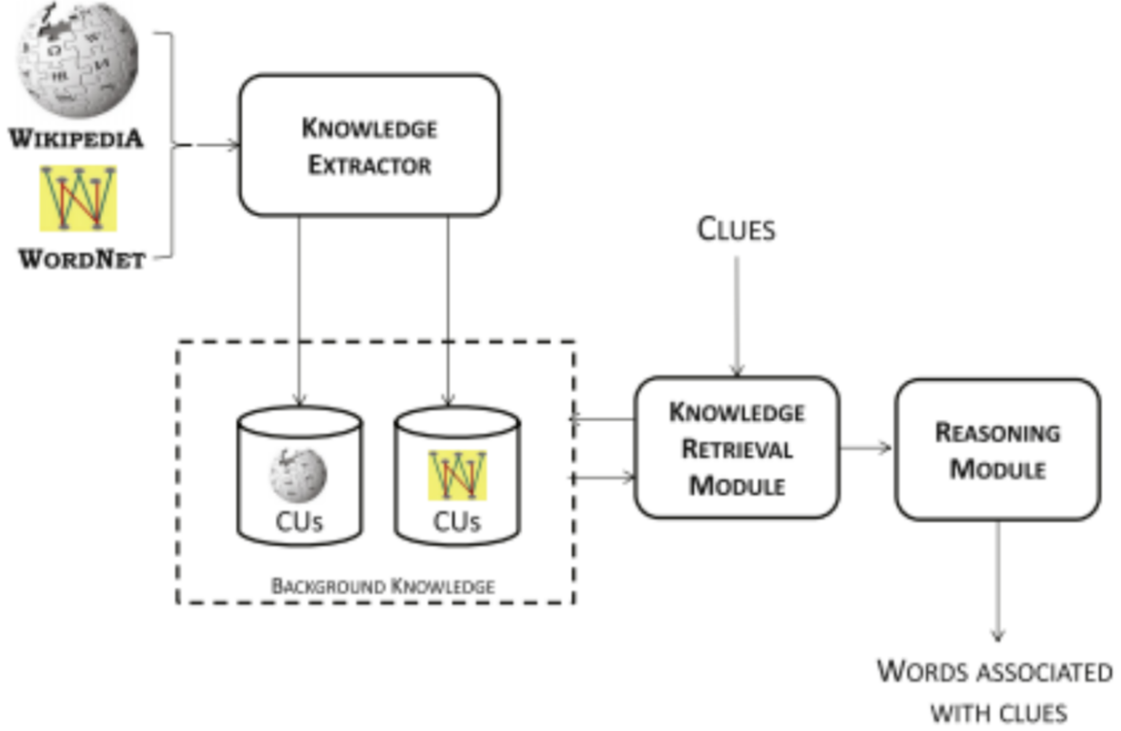 WIKIPEDIA
WORDNET
KNOWLEDGE
EXTRACTOR
CLUES
KNOWLEDGE
RETRIEVAL
MODULE
REASONING
MODULE
CUs
CUs
BACKGROUND KNOWLEDGE
WORDS ASSOCIATED
WITH CLUES